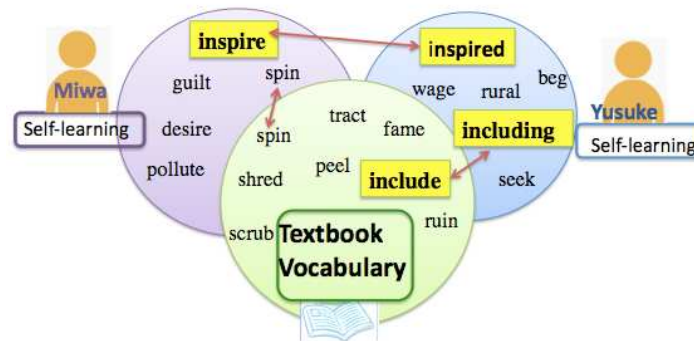 inspire
inspired
guilt
spin
wage
rural
beg
Miwa
Yusuke
Self-learning
desire
spin
tract
fame
including
Self-learning
pollute
shred
peel
include
seek
scrub
Textbook
Vocabulary
ruin